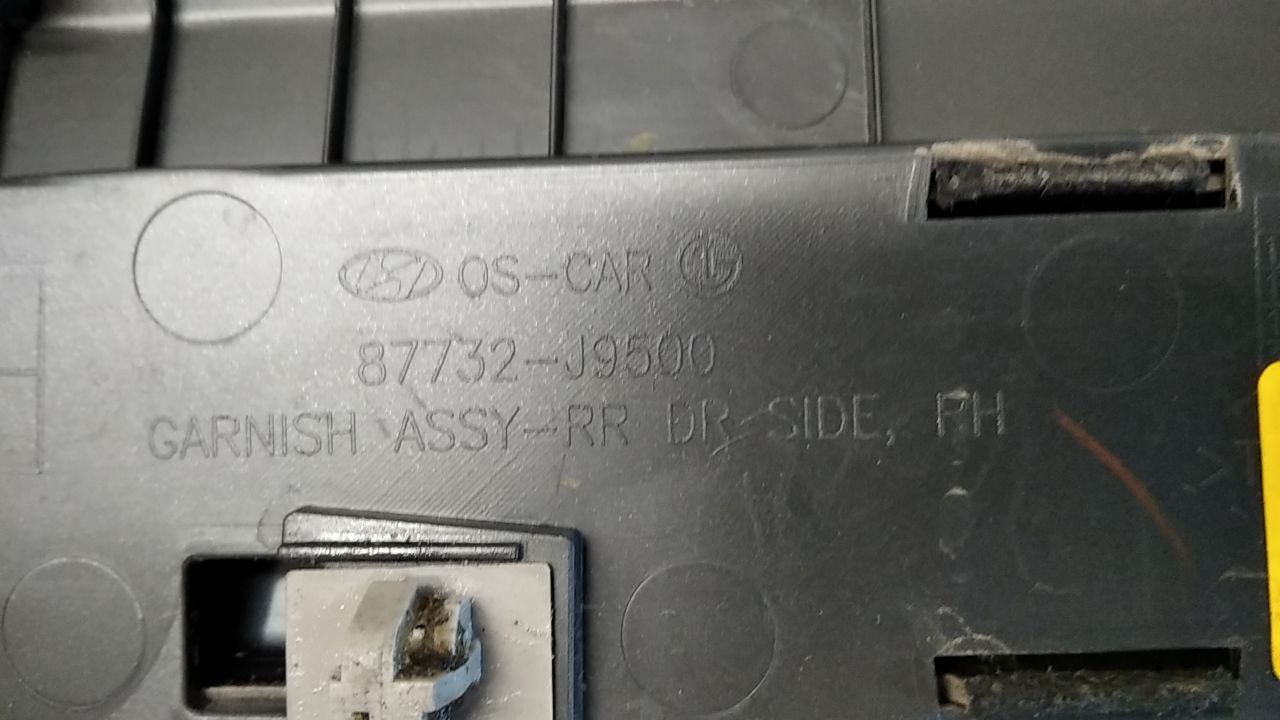 OS-CAR
87732-J9500
GARNISH ASSY-RR DR SIDE, RH